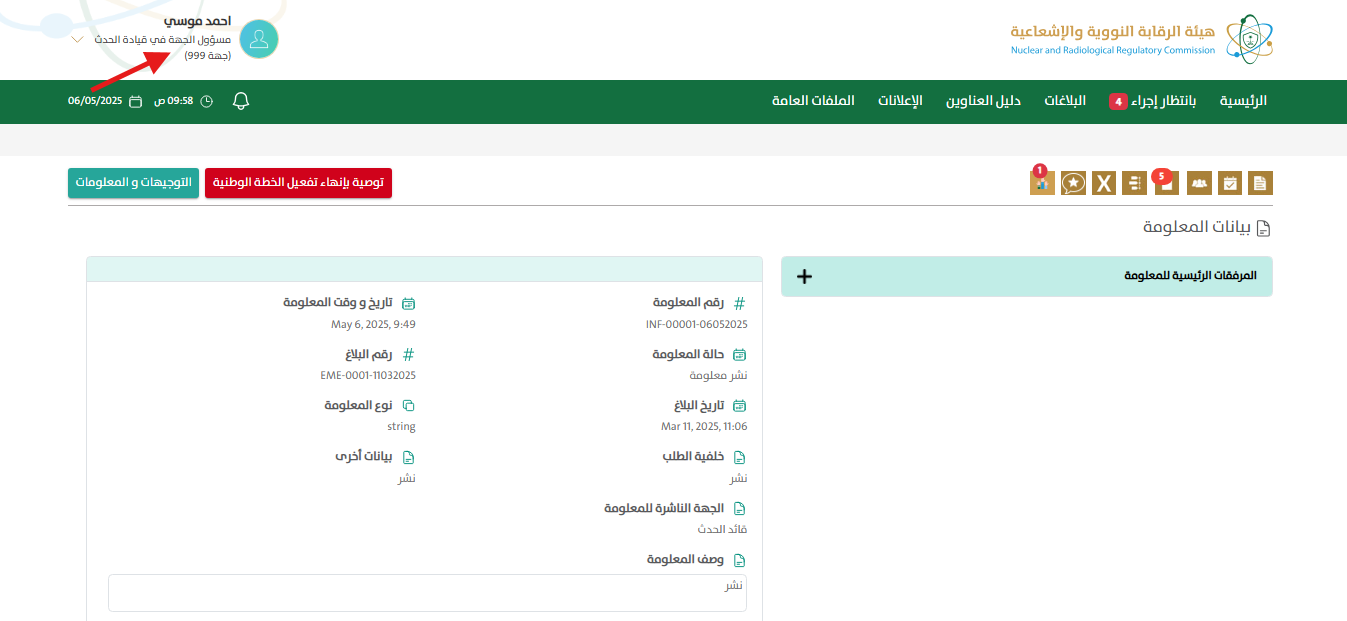 هيئة الرقابة النووية والإشعاعية
Nuclear and Radiological Regulatory Commission
احمد موسي
مسؤول الجهة في قيادة الحدث
(جهة 999)
الرئيسية
بانتظار إجراء 4
البلاغات
دليل العناوين
الإعلانات
الملفات العامة
09:58 ص
06/05/2025
5
1
توصية بإنهاء تفعيل الخطة الوطنية
التوجيهات و المعلومات
بيانات المعلومة
المرفقات الرئيسية للمعلومة
رقم المعلومة
INF-00001-06052025
تاريخ و وقت المعلومة
May 6, 2025, 9:49
حالة المعلومة
نشر معلومة
رقم البلاغ
EME-0001-11032025
تاريخ البلاغ
Mar 11, 2025, 11:06
نوع المعلومة
string
خلفية الطلب
نشر
بيانات أخرى
نشر
الجهة الناشرة للمعلومة
قائد الحدث
وصف المعلومة
نشر